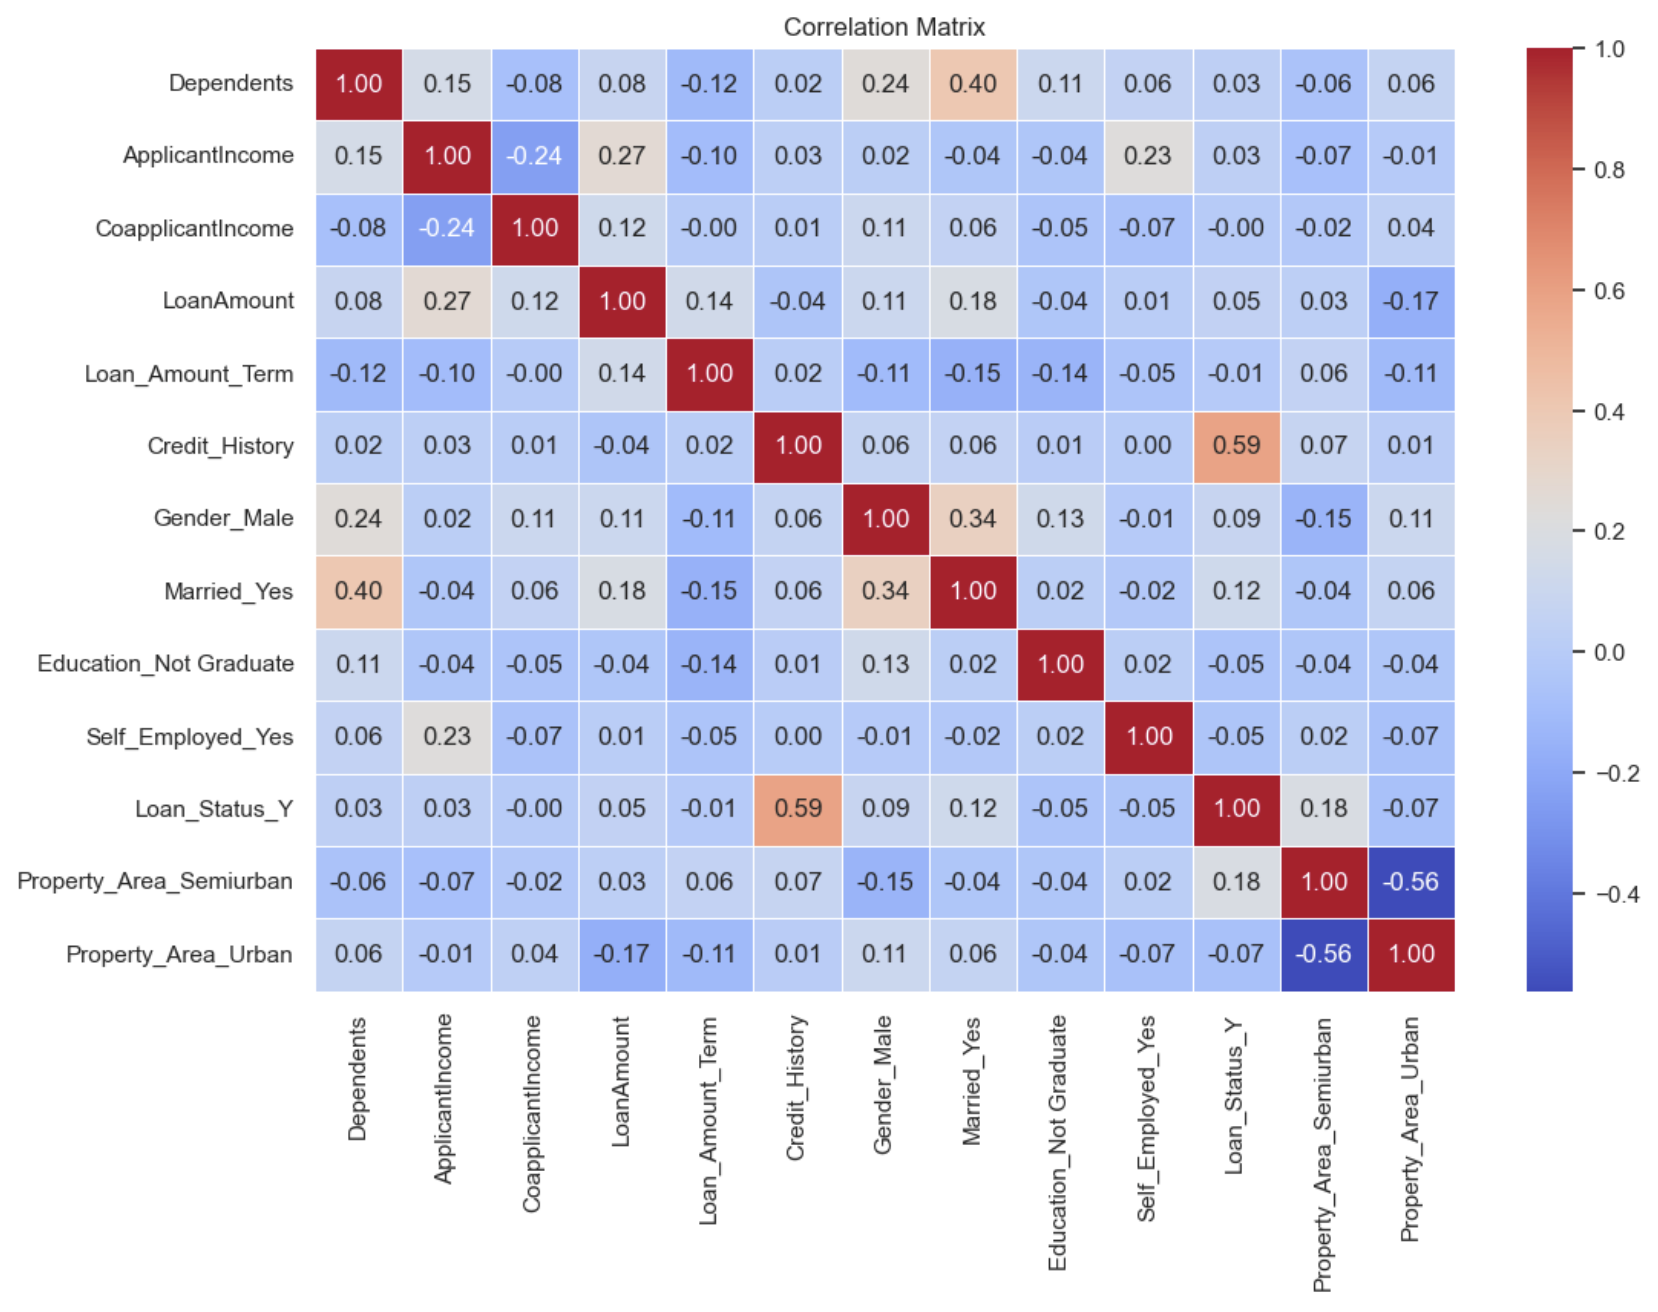 Correlation Matrix
Dependents 1.00 0.15 -0.08 0.08 -0.12 0.02 0.24 0.40 0.11 0.06 0.03 -0.06 0.06
ApplicantIncome 0.15 1.00 -0.24 0.27 -0.10 0.03 0.02 -0.04 -0.04 0.23 0.03 -0.07 -0.01
CoapplicantIncome -0.08 -0.24 1.00 0.12 -0.00 0.01 0.11 0.06 -0.05 -0.07 -0.00 -0.02 0.04
LoanAmount 0.08 0.27 0.12 1.00 0.14 -0.04 0.11 0.18 -0.04 0.01 0.05 0.03 -0.17
Loan_Amount_Term -0.12 -0.10 -0.00 0.14 1.00 0.02 -0.11 -0.15 -0.14 -0.05 -0.01 0.06 -0.11
Credit_History 0.02 0.03 0.01 -0.04 0.02 1.00 0.06 0.06 0.01 0.00 0.59 0.07 0.01
Gender_Male 0.24 0.02 0.11 0.11 -0.11 0.06 1.00 0.34 0.13 -0.01 0.09 -0.15 0.11
Married_Yes 0.40 -0.04 0.06 0.18 -0.15 0.06 0.34 1.00 0.02 -0.02 0.12 -0.04 0.06
Education_Not Graduate 0.11 -0.04 -0.05 -0.04 -0.14 0.01 0.13 0.02 1.00 0.02 -0.05 -0.04 -0.04
Self_Employed_Yes 0.06 0.23 -0.07 0.01 -0.05 0.00 -0.01 -0.02 0.02 1.00 -0.05 0.02 -0.07
Loan_Status_Y 0.03 0.03 -0.00 0.05 -0.01 0.59 0.09 0.12 -0.05 -0.05 1.00 0.18 -0.07
Property_Area_Semiurban -0.06 -0.07 -0.02 0.03 0.06 0.07 -0.15 -0.04 -0.04 0.02 0.18 1.00 -0.56
Property_Area_Urban 0.06 -0.01 0.04 -0.17 -0.11 0.01 0.11 0.06 -0.04 -0.07 -0.07 -0.56 1.00
Dependents
ApplicantIncome
CoapplicantIncome
LoanAmount
Loan_Amount_Term
Credit_History
Gender_Male
Married_Yes
Education_Not Graduate
Self_Employed_Yes
Loan_Status_Y
Property_Area_Semiurban
Property_Area_Urban
1.0
0.8
0.6
0.4
0.2
0.0
−0.2
−0.4